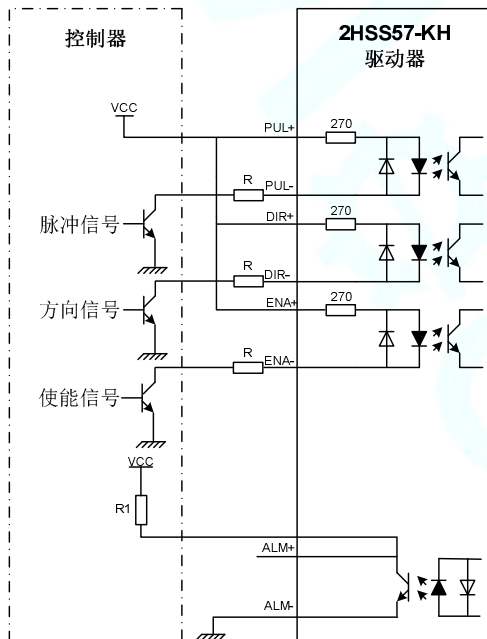 控制器
2HSS57-KH
驱动器
VCC
PUL+
270
R
PUL-
脉冲信号
DIR+
270
R
DIR-
方向信号
ENA+
270
R
ENA-
使能信号
VCC
R1
ALM+
ALM-